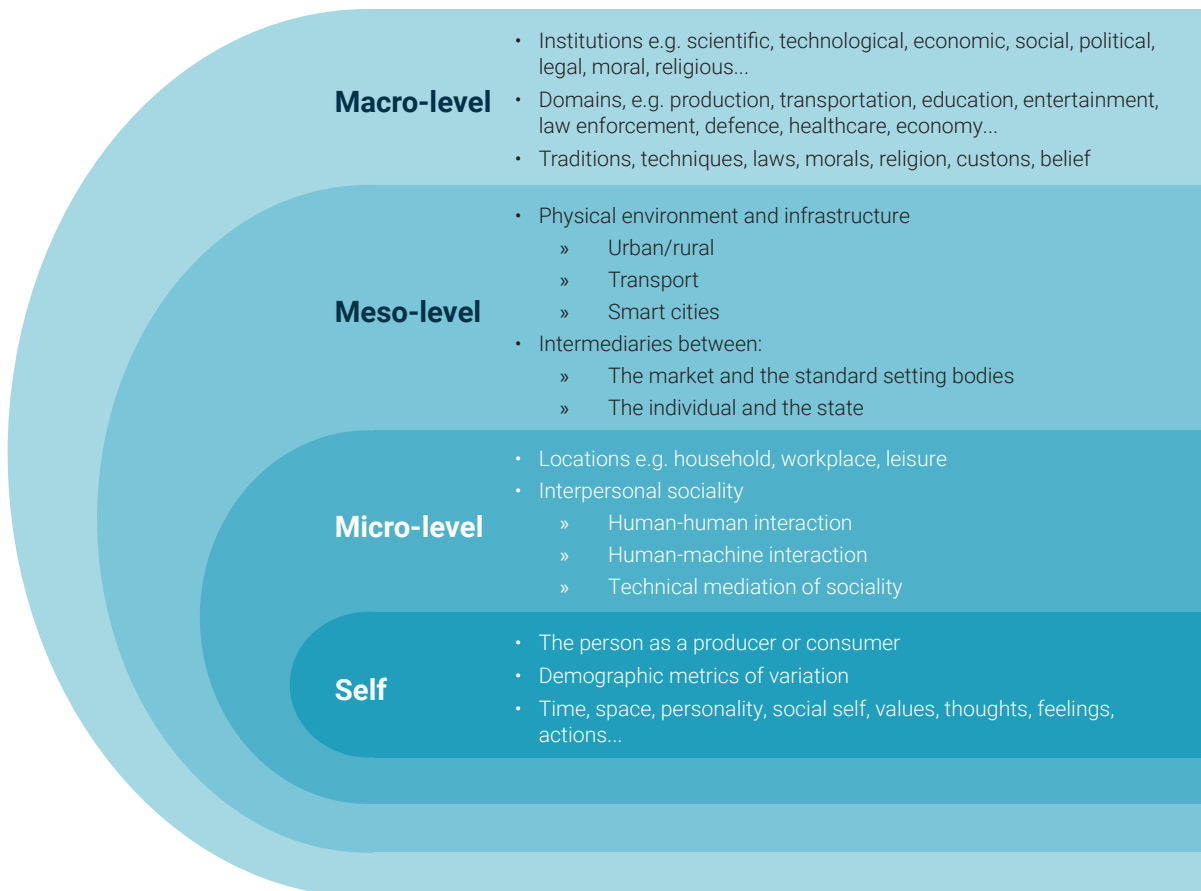 Macro-level
• Institutions e.g. scientific, technological, economic, social, political,
legal, moral, religious...
• Domains, e.g. production, transportation, education, entertainment,
law enforcement, defence, healthcare, economy...
• Traditions, techniques, laws, morals, religion, custons, belief
Meso-level
• Physical environment and infrastructure
» Urban/rural
» Transport
» Smart cities
• Intermediaries between:
» The market and the standard setting bodies
» The individual and the state
Micro-level
• Locations e.g. household, workplace, leisure
• Interpersonal sociality
» Human-human interaction
» Human-machine interaction
» Technical mediation of sociality
Self
• The person as a producer or consumer
• Demographic metrics of variation
• Time, space, personality, social self, values, thoughts, feelings,
actions...